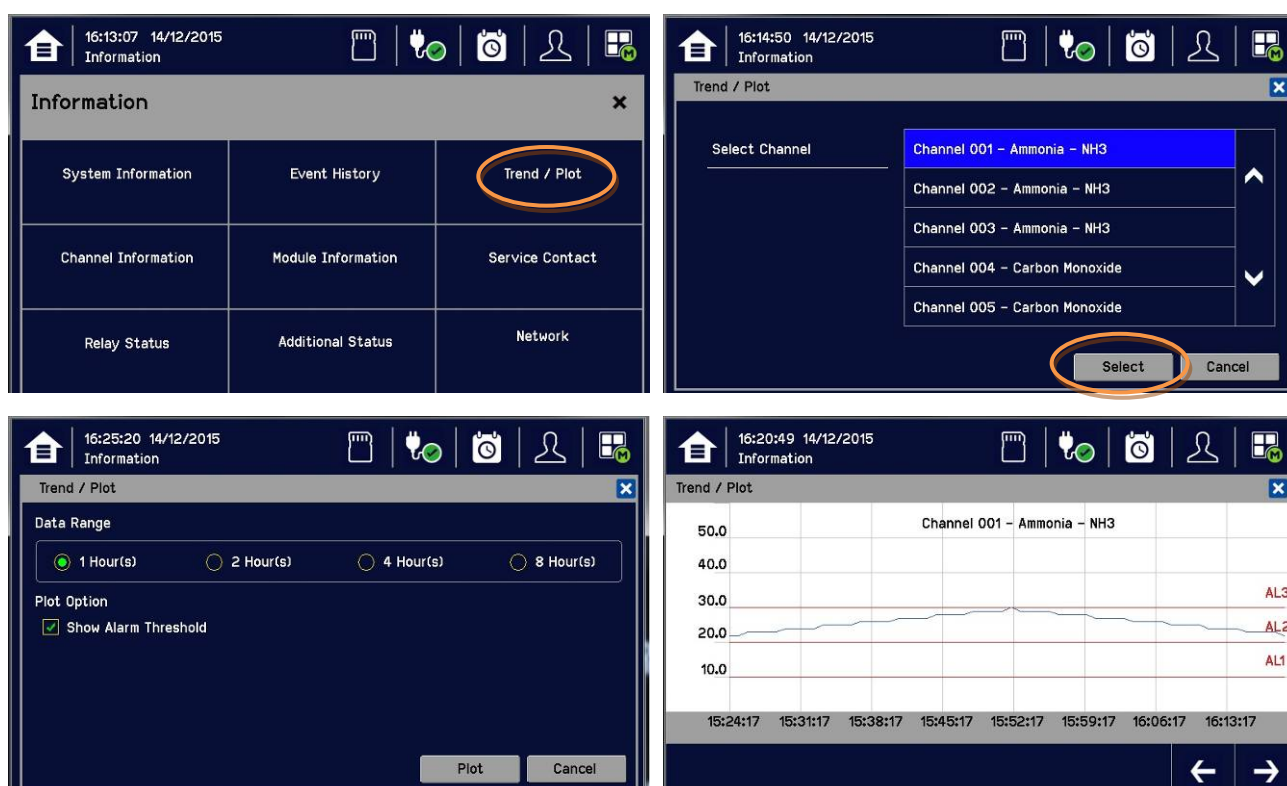 16:13:07 14/12/2015
Information
Information
System Information
Event History
Trend / Plot
Channel Information
Module Information
Service Contact
Relay Status
Additional Status
Network
16:14:50 14/12/2015
Information
Trend / Plot
Select Channel
Channel 001 - Ammonia - NH3
Channel 002 - Ammonia - NH3
Channel 003 - Ammonia - NH3
Channel 004 - Carbon Monoxide
Channel 005 - Carbon Monoxide
Select Cancel
16:25:20 14/12/2015
Information
Trend / Plot
Data Range
1 Hour(s) 2 Hour(s) 4 Hour(s) 8 Hour(s)
Plot Option
Show Alarm Threshold
Plot Cancel
16:20:49 14/12/2015
Information
Trend / Plot
Channel 001 - Ammonia - NH3
50.0
40.0
30.0 AL3
20.0 AL2
10.0 AL1
15:24:17 15:31:17 15:38:17 15:45:17 15:52:17 15:59:17 16:06:17 16:13:17